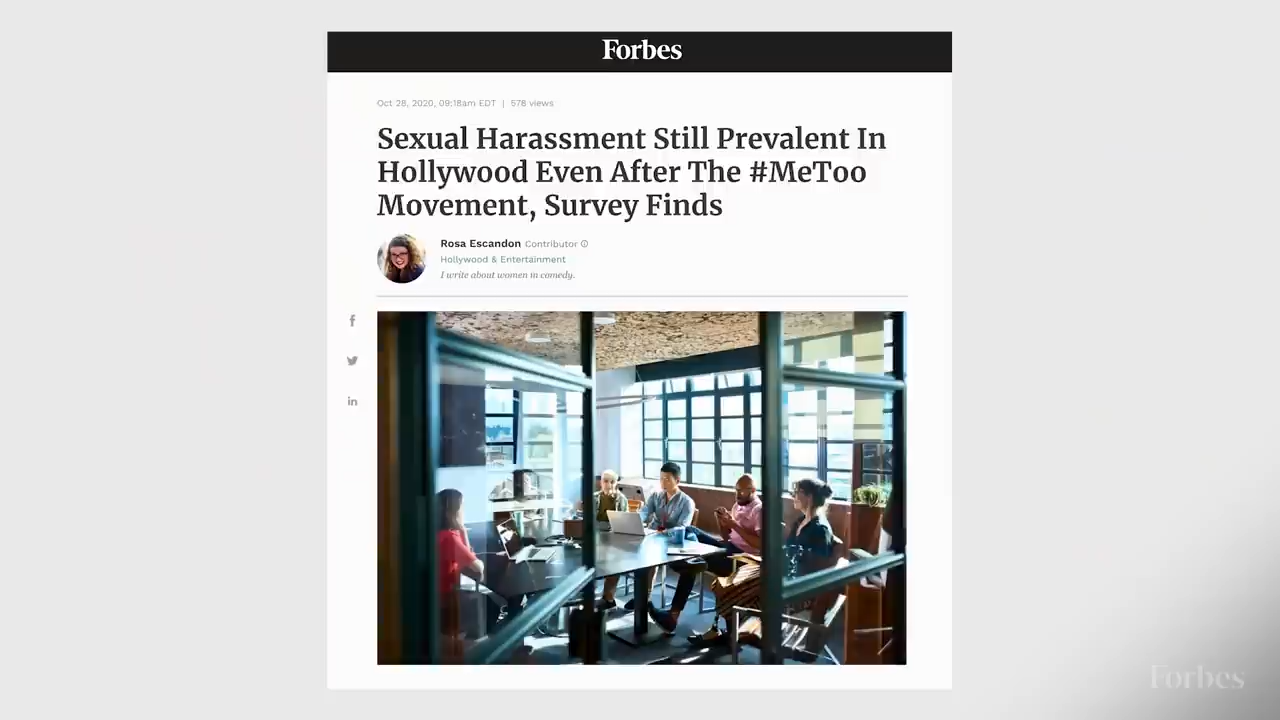 Forbes
Oct 28, 2020, 09:18am EDT | 578 views
Sexual Harassment Still Prevalent In
Hollywood Even After The #MeToo
Movement, Survey Finds
Rosa Escandon Contributor ⓘ
Hollywood & Entertainment
I write about women in comedy.
f
in
Forbes